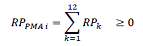 RP_{PMA i} = \sum_{k=1}^{12} RP_k ≥ 0